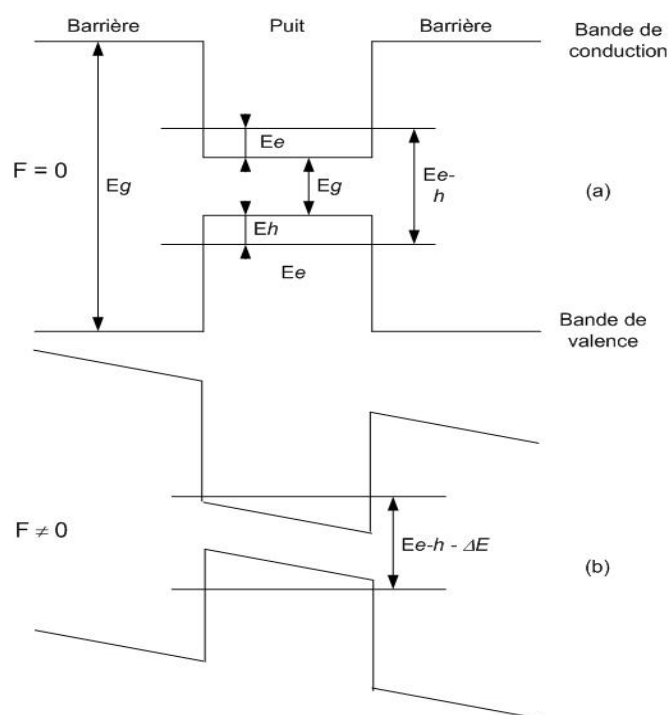 Barrière
Puit
Barrière
Bande de
conduction
Ee
F = 0
Eg
Eg
Ee-
h
(a)
Eh
Ee
Bande de
valence
F ≠ 0
Ee-h - ΔE
(b)